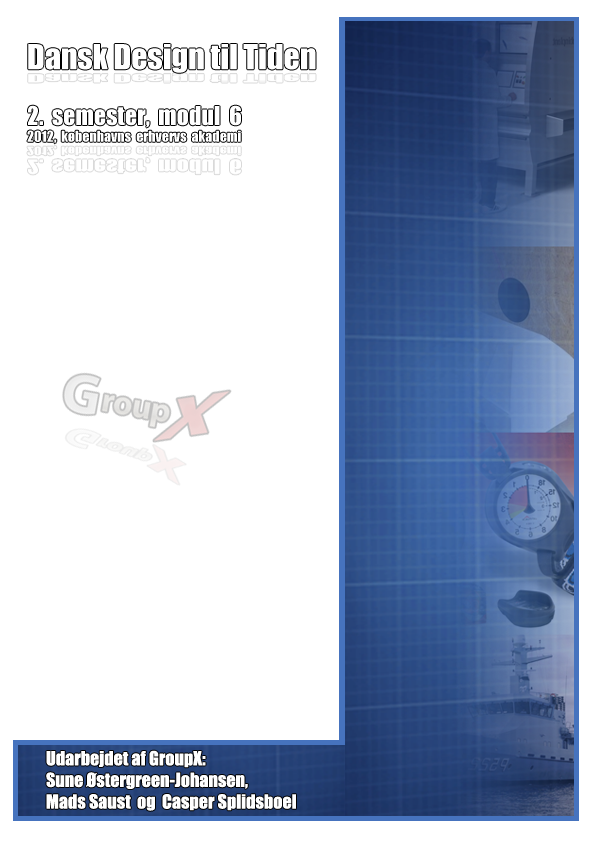 Dansk Design til Tiden
2. semester, modul 6
2012, københavns erhvervs akademi
GroupX
Udarbejdet af GroupX:
Sune Østergreen-Johansen,
Mads Saust og Casper Splidsboel